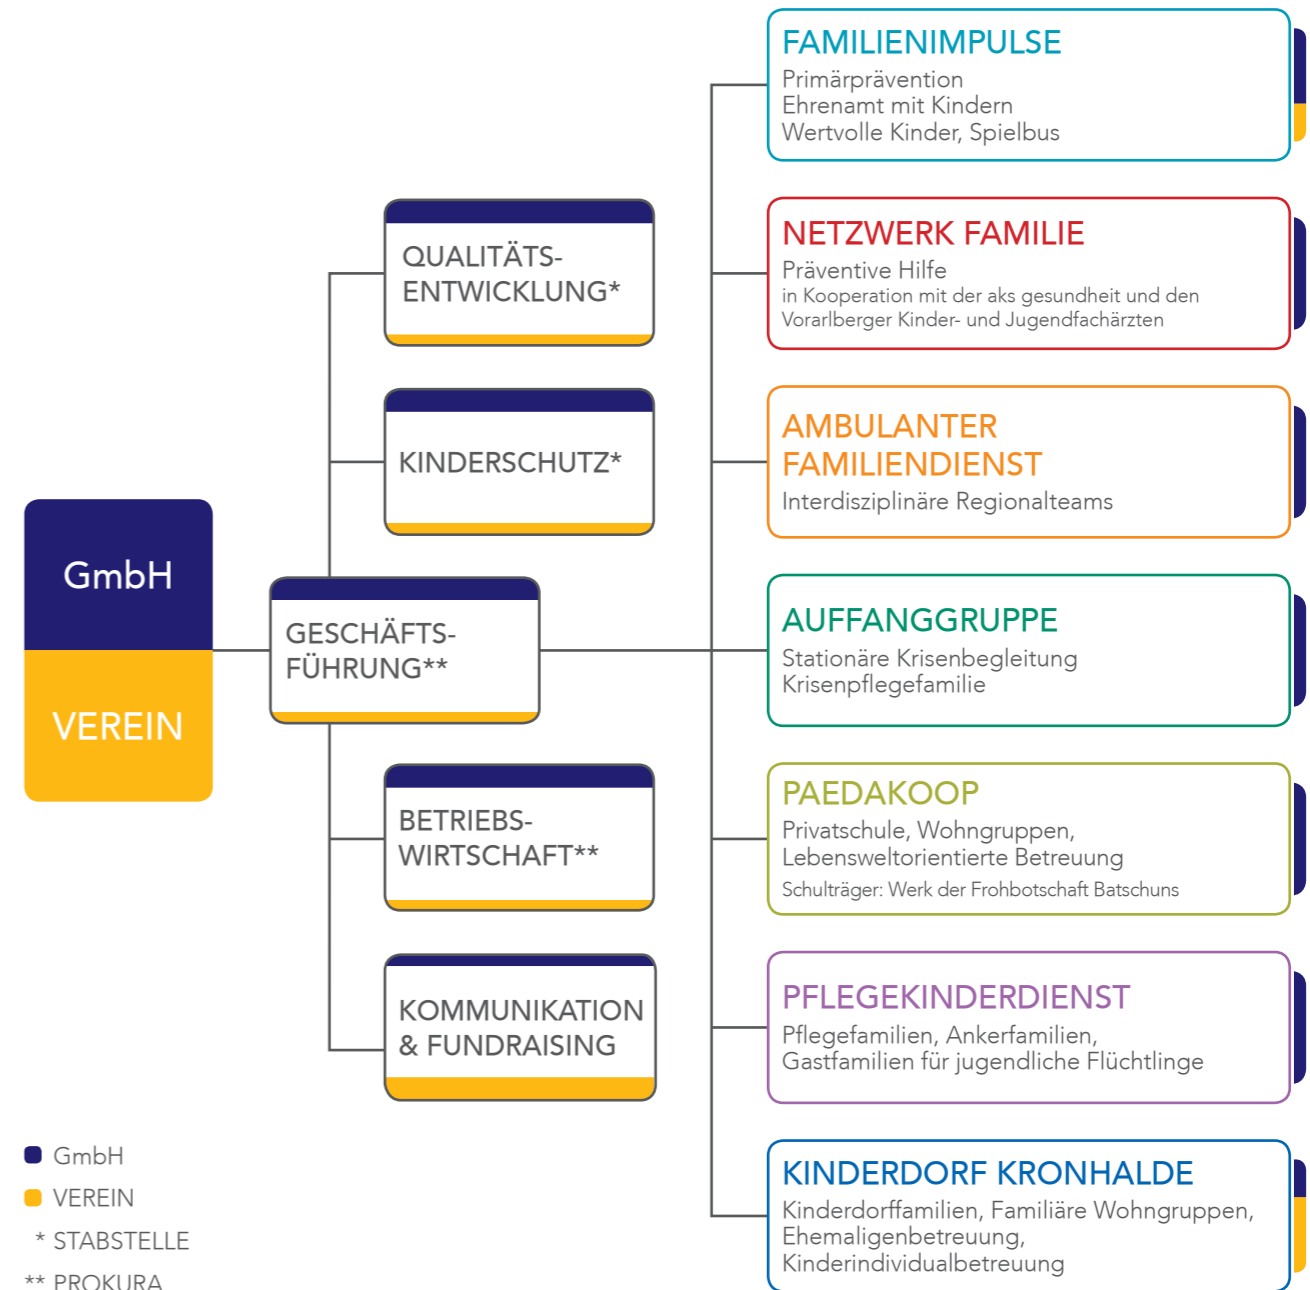 GmbH
VEREIN
GESCHÄFTS-
FÜHRUNG**
QUALITÄTS-
ENTWICKLUNG*
KINDERSCHUTZ*
BETRIEBS-
WIRTSCHAFT**
KOMMUNIKATION
& FUNDRAISING
FAMILIENIMPULSE
Primärprävention
Ehrenamt mit Kindern
Wertvolle Kinder, Spielbus
NETZWERK FAMILIE
Präventive Hilfe
in Kooperation mit der aks gesundheit und den
Vorarlberger Kinder- und Jugendfachärzten
AMBULANTER
FAMILIENDIENST
Interdisziplinäre Regionalteams
AUFFANGGRUPPE
Stationäre Krisenbegleitung
Krisenpflegefamilie
PAEDAKOOP
Privatschule, Wohngruppen,
Lebensweltorientierte Betreuung
Schulträger: Werk der Frohbotschaft Batschuns
PFLEGEKINDERDIENST
Pflegefamilien, Ankerfamilien,
Gastfamilien für jugendliche Flüchtlinge
KINDERDORF KRONHALDE
Kinderdorffamilien, Familiäre Wohngruppen,
Ehemaligenbetreuung,
Kinderindividualbetreuung
GmbH
VEREIN
* STABSTELLE
** PROKURA